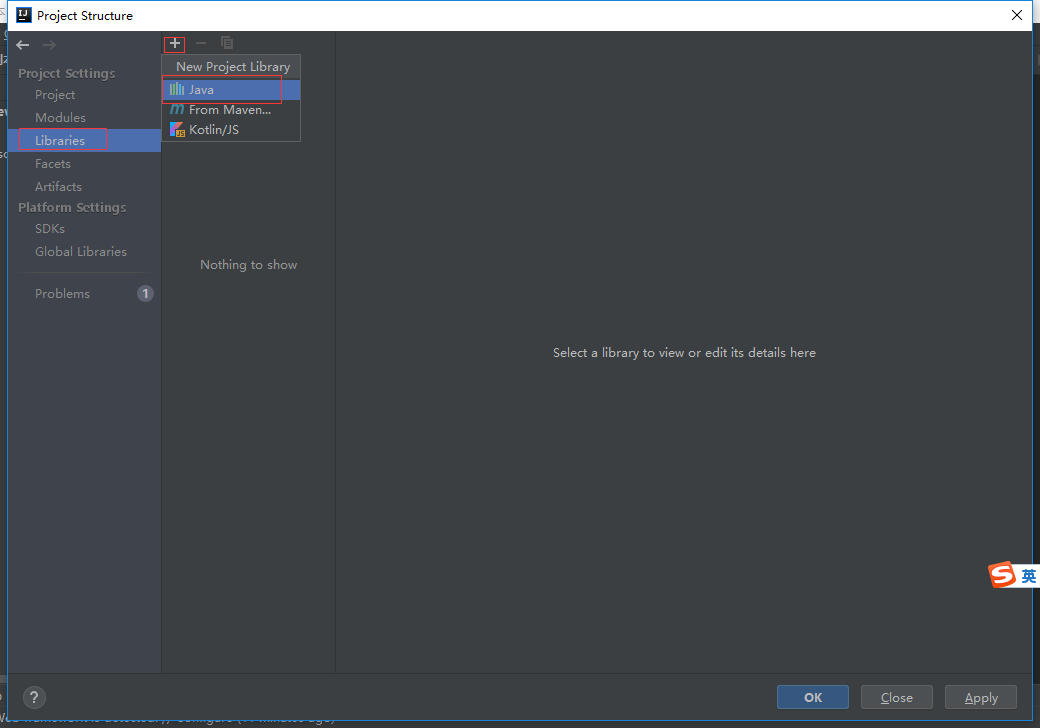 Project Structure
Project Settings
Project
Modules
Libraries
Facets
Artifacts
Platform Settings
SDKs
Global Libraries
Problems
1
New Project Library
Java
From Maven...
Kotlin/JS
Nothing to show
Select a library to view or edit its details here
英
?
OK
Close
Apply